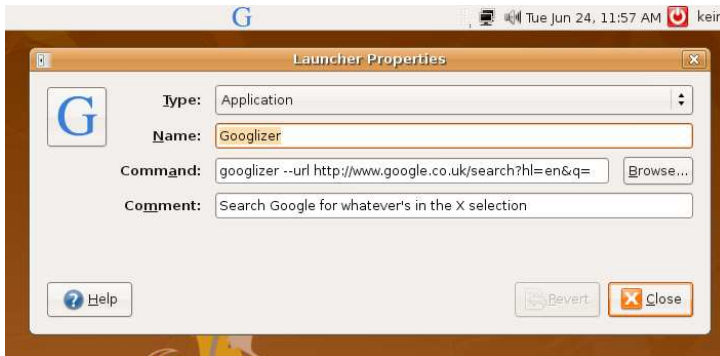 G
Tue Jun 24, 11:57 AM
Launcher Properties
G
Type: Application
Name: Googlizer
Command: googlizer --url http://www.google.co.uk/search?hl=en&q= Browse...
Comment: Search Google for whatever's in the X selection
Help Revert Close